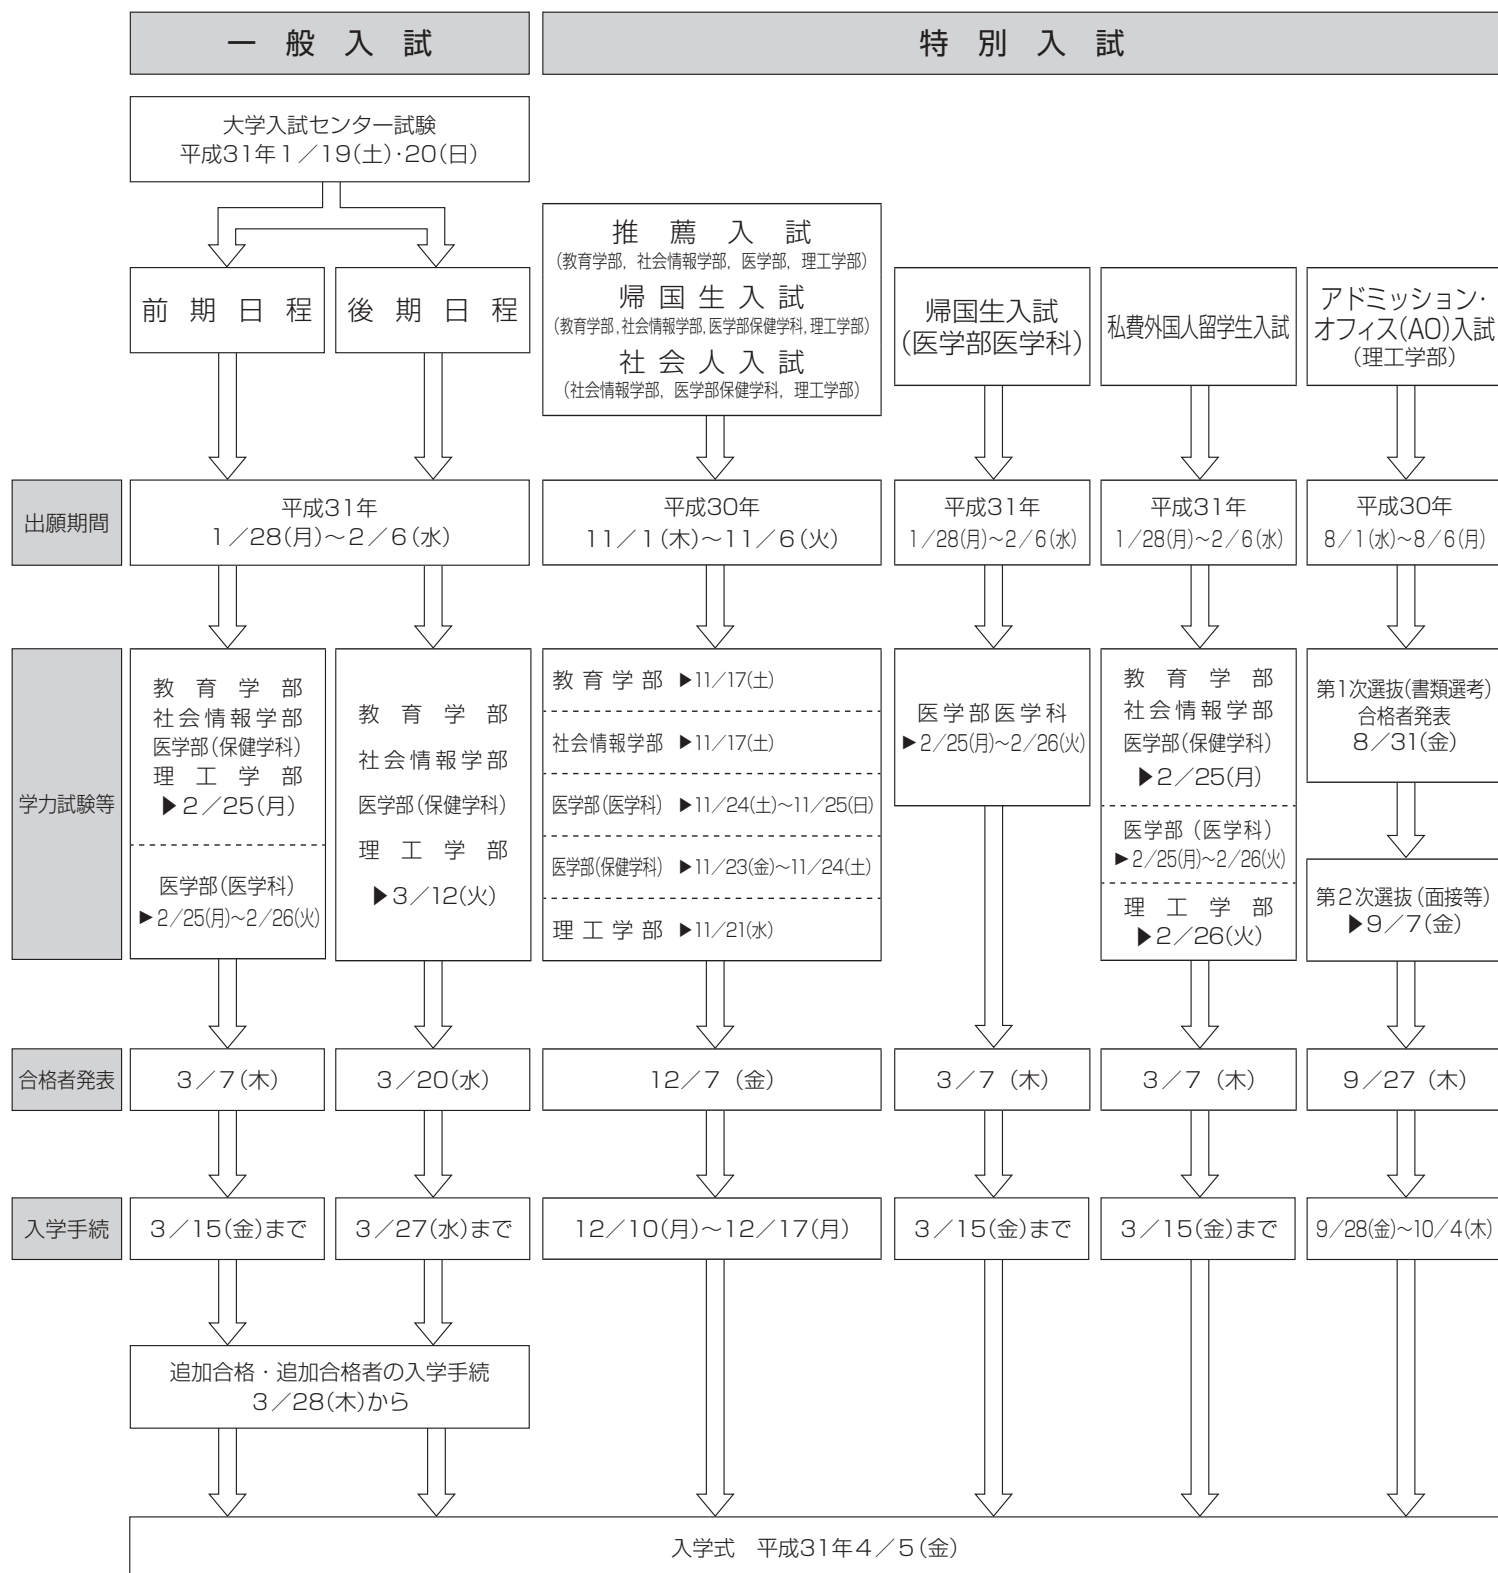 一般入試
特別入試
大学入試センター試験
平成31年1／19(土)･20(日)
前期日程
後期日程
推薦入試
(教育学部，社会情報学部，医学部，理工学部)
帰国生入試
(教育学部,社会情報学部,医学部保健学科,理工学部)
社会人入試
(社会情報学部，医学部保健学科，理工学部)
帰国生入試
(医学部医学科)
私費外国人留学生入試
アドミッション・
オフィス(AO)入試
(理工学部)
出願期間
平成31年
1／28(月)～2／6(水)
平成30年
11／1(木)～11／6(火)
平成31年
1／28(月)～2／6(水)
平成31年
1／28(月)～2／6(水)
平成30年
8／1(水)～8／6(月)
学力試験等
教育学部
社会情報学部
医学部(保健学科)
理工学部
▶2／25(月)
医学部(医学科)
▶2／25(月)～2／26(火)
教育学部
社会情報学部
医学部(保健学科)
理工学部
▶3／12(火)
教育学部 ▶11／17(土)
社会情報学部 ▶11／17(土)
医学部(医学科) ▶11／24(土)～11／25(日)
医学部(保健学科) ▶11／23(金)～11／24(土)
理工学部 ▶11／21(水)
医学部医学科
▶2／25(月)～2／26(火)
教育学部
社会情報学部
医学部(保健学科)
▶2／25(月)
医学部(医学科)
▶2／25(月)～2／26(火)
理工学部
▶2／26(火)
第1次選抜(書類選考)
合格者発表
8／31(金)
第2次選抜(面接等)
▶9／7(金)
合格者発表
3／7(木)
3／20(水)
12／7(金)
3／7(木)
3／7(木)
9／27(木)
入学手続
3／15(金)まで
3／27(水)まで
12／10(月)～12／17(月)
3／15(金)まで
3／15(金)まで
9／28(金)～10／4(木)
追加合格・追加合格者の入学手続
3／28(木)から
入学式　平成31年4／5(金)